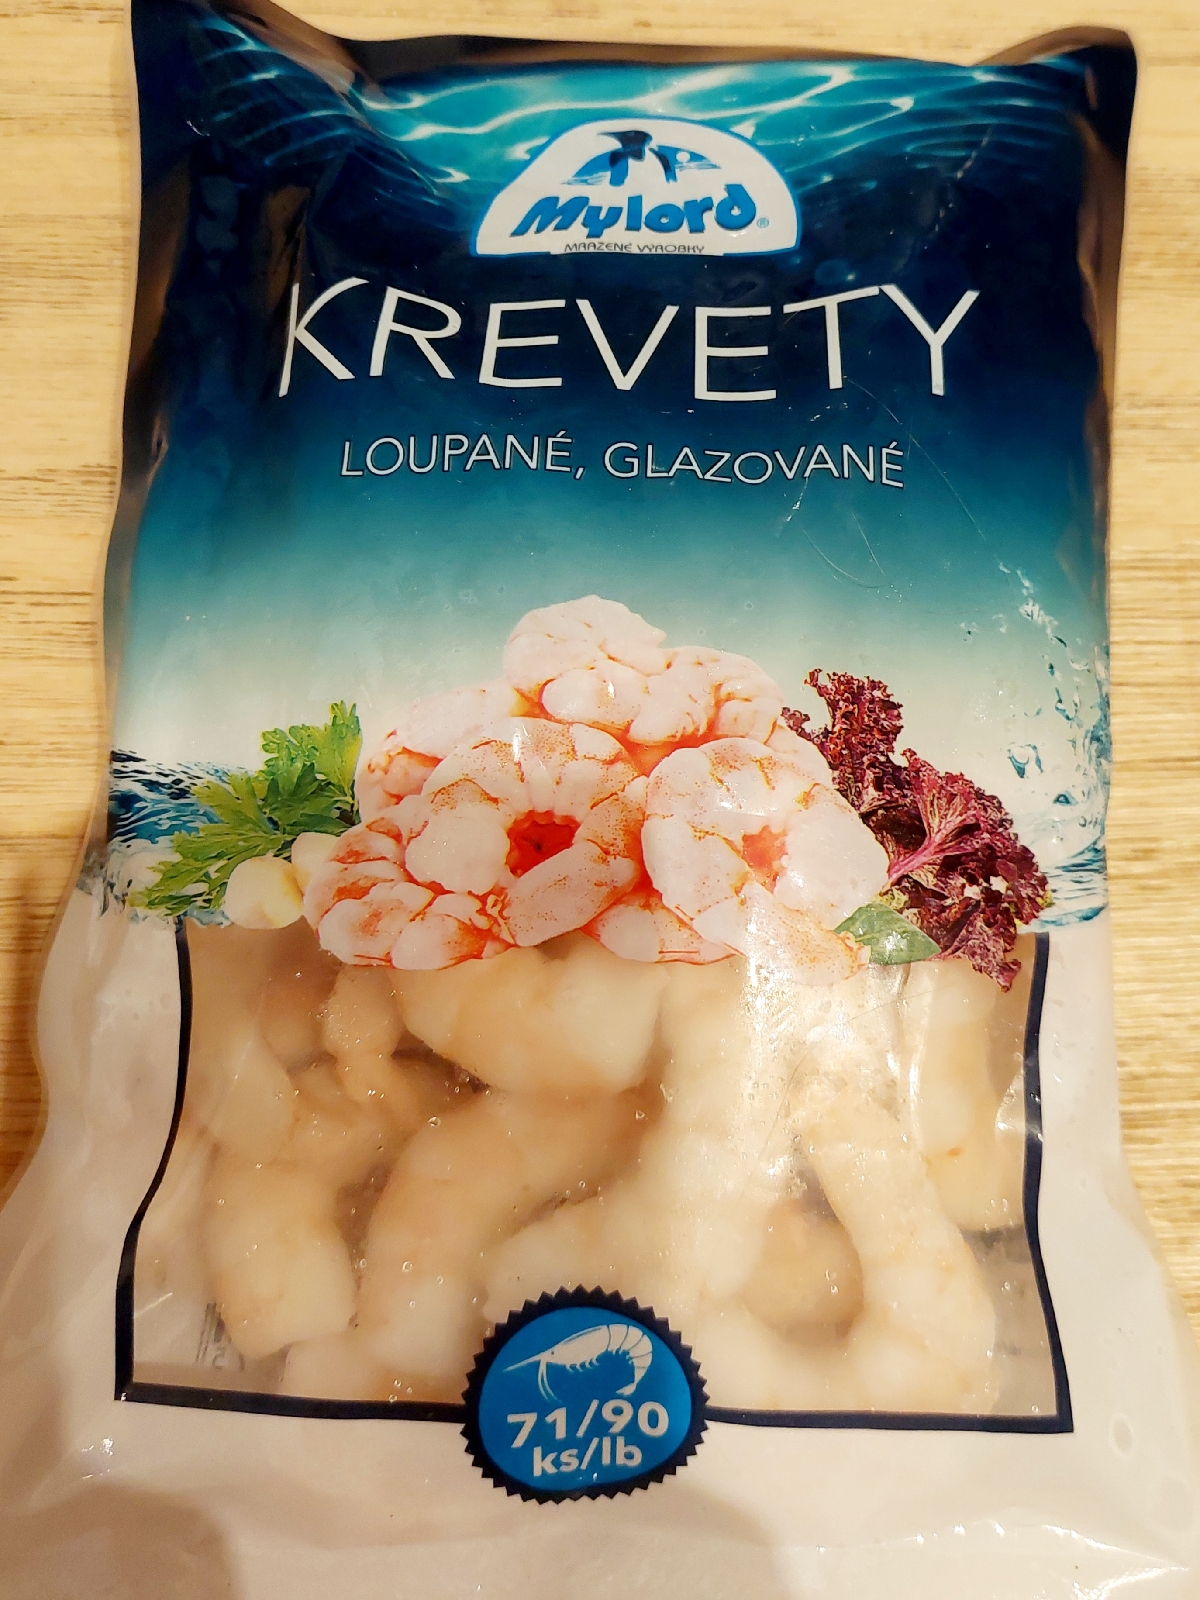 Mylord®
MRAŽENÉ VÝROBKY
KREVETY
LOUPANÉ, GLAZOVANÉ
71/90
ks/lb